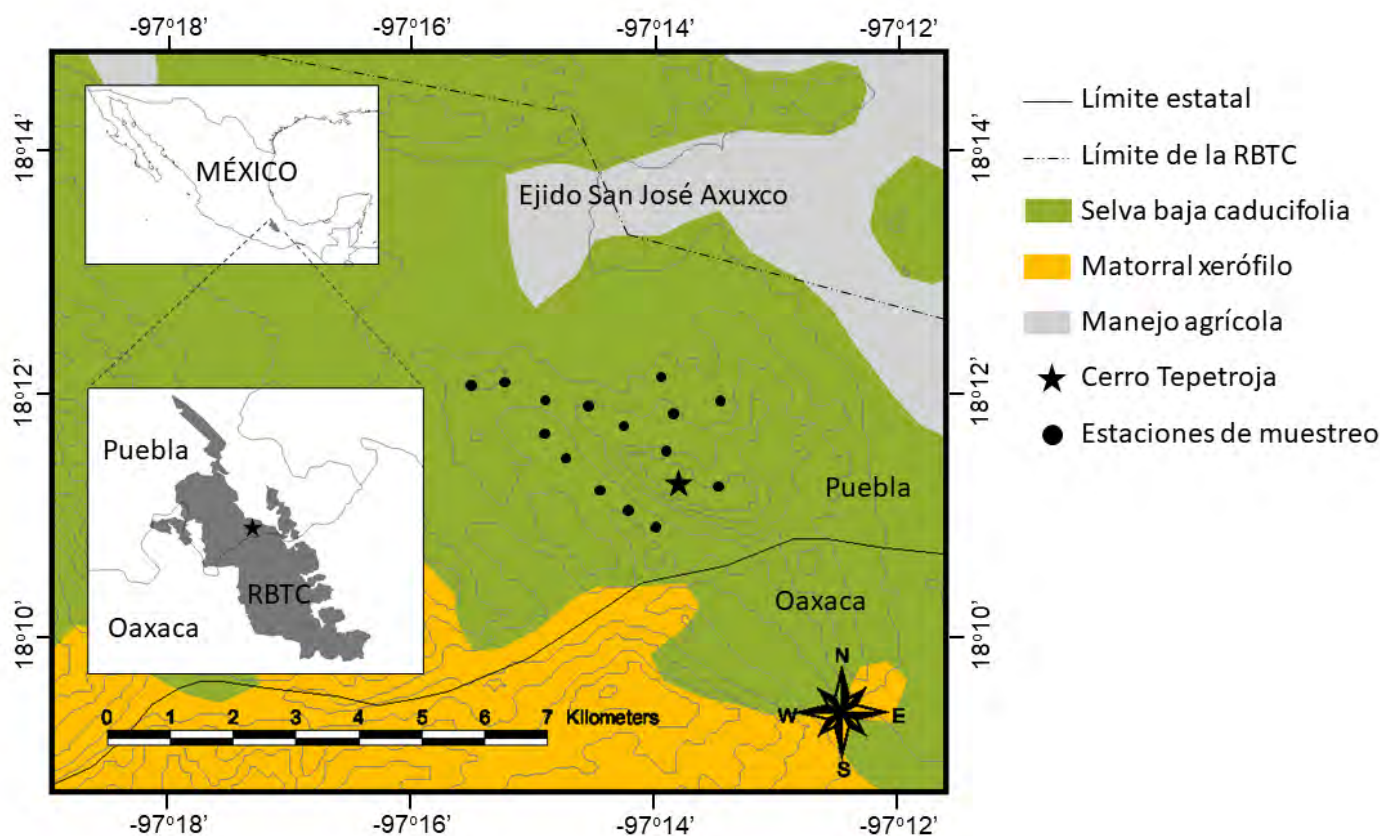 -97°18’ -97°16’ -97°14’ -97°12’
18°14’
18°12’
18°10’
MÉXICO
Ejido San José Axuxco
Puebla
RBTC
Oaxaca
Puebla
Oaxaca
0 1 2 3 4 5 6 7 Kilometers
N
W E
S
18°14’
18°12’
18°10’
-97°18’ -97°16’ -97°14’ -97°12’
Límite estatal
Límite de la RBTC
Selva baja caducifolia
Matorral xerófilo
Manejo agrícola
Cerro Tepetroja
Estaciones de muestreo